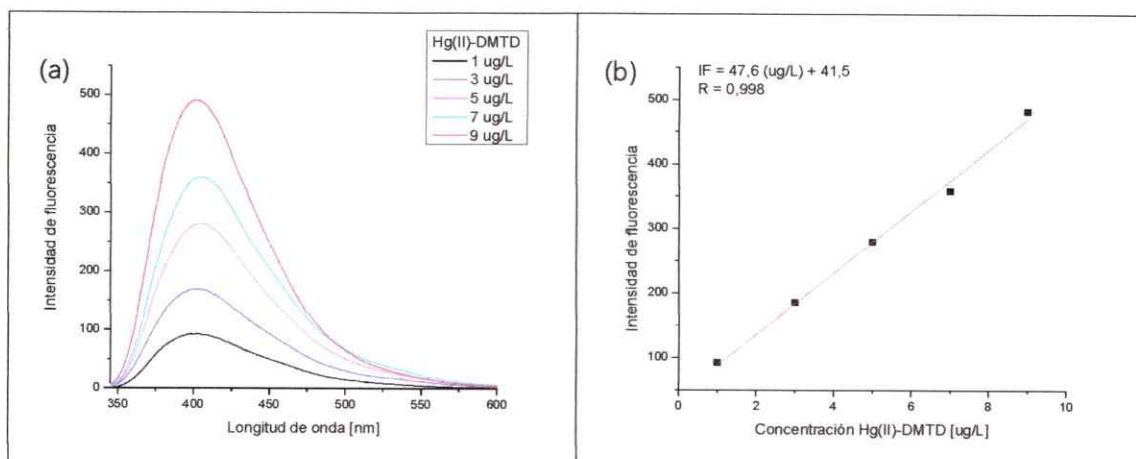 (a)
Hg(II)-DMTD
1 ug/L
3 ug/L
5 ug/L
7 ug/L
9 ug/L
Intensidad de fluorescencia
500
400
300
200
100
0
350 400 450 500 550 600
Longitud de onda [nm]
(b)
IF = 47,6 (ug/L) + 41,5
R = 0,998
Intensidad de fluorescencia
500
400
300
200
100
0 2 4 6 8 10
Concentración Hg(II)-DMTD [ug/L]